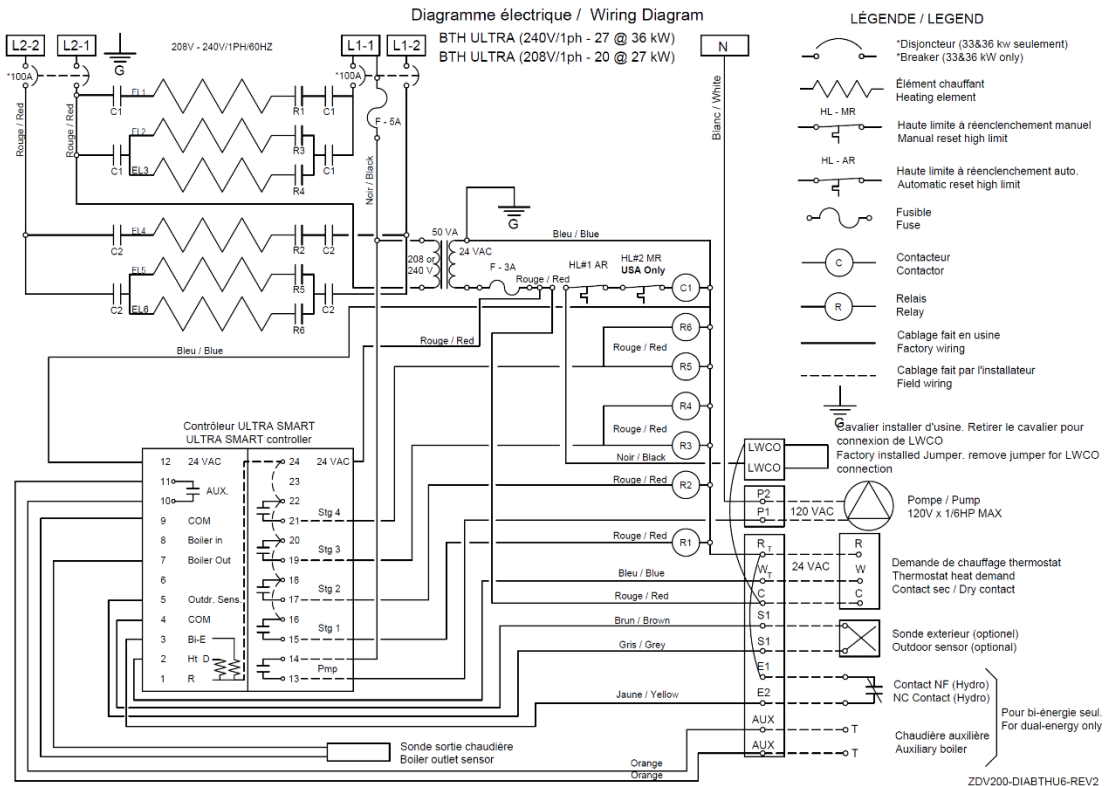 Diagramme électrique / Wiring Diagram
BTH ULTRA (240V/1ph - 27 @ 36 kW)
BTH ULTRA (208V/1ph - 20 @ 27 kW)
L2-2
L2-1
G
208V - 240V/1PH/60HZ
L1-1
L1-2
N
*100A
*100A
Rouge / Red
Rouge / Red
F - 5A
Noir / Black
Blanc / White
C1
EL1
R1
C1
EL2
R3
C1
EL3
C1
R4
C2
EL4
R2
C2
EL5
R5
C2
EL6
C2
R6
50 VA
208 or
240 V
24 VAC
G
Bleu / Blue
F - 3A
Rouge / Red
HL#1 AR
HL#2 MR
USA Only
C1
Rouge / Red
R6
Rouge / Red
R5
R4
Rouge / Red
R3
Noir / Black
Rouge / Red
R2
Rouge / Red
R1
Bleu / Blue
Rouge / Red
Brun / Brown
Gris / Grey
Jaune / Yellow
Orange
Orange
Bleu / Blue
Contrôleur ULTRA SMART
ULTRA SMART controller
12 24 VAC
11
AUX.
10
9 COM
8 Boiler in
7 Boiler Out
6
5 Outdr. Sens.
4 COM
3 Bi-E
2 Ht D
1 R
24 24 VAC
23
22
21 Stg 4
20
19 Stg 3
18
17 Stg 2
16
15 Stg 1
14
13 Pmp
Sonde sortie chaudière
Boiler outlet sensor
LWCO
LWCO
P2
P1
120 VAC
RT
WT
C
S1
S1
E1
E2
AUX
AUX
24 VAC
R
W
C
T
T
LÉGENDE / LEGEND
*Disjoncteur (33&36 kw seulement)
*Breaker (33&36 kW only)
Élément chauffant
Heating element
HL - MR
Haute limite à réenclenchement manuel
Manual reset high limit
HL - AR
Haute limite à réenclenchement auto.
Automatic reset high limit
Fusible
Fuse
C
Contacteur
Contactor
R
Relais
Relay
Cablage fait en usine
Factory wiring
Cablage fait par l'installateur
Field wiring
G
Cavalier installer d'usine. Retirer le cavalier pour
connexion de LWCO
Factory installed Jumper. remove jumper for LWCO
connection
Pompe / Pump
120V x 1/6HP MAX
Demande de chauffage thermostat
Thermostat heat demand
Contact sec / Dry contact
Sonde exterieur (optionel)
Outdoor sensor (optional)
Contact NF (Hydro)
NC Contact (Hydro)
Chaudière auxilière
Auxiliary boiler
Pour bi-énergie seul.
For dual-energy only
ZDV200-DIABTHU6-REV2